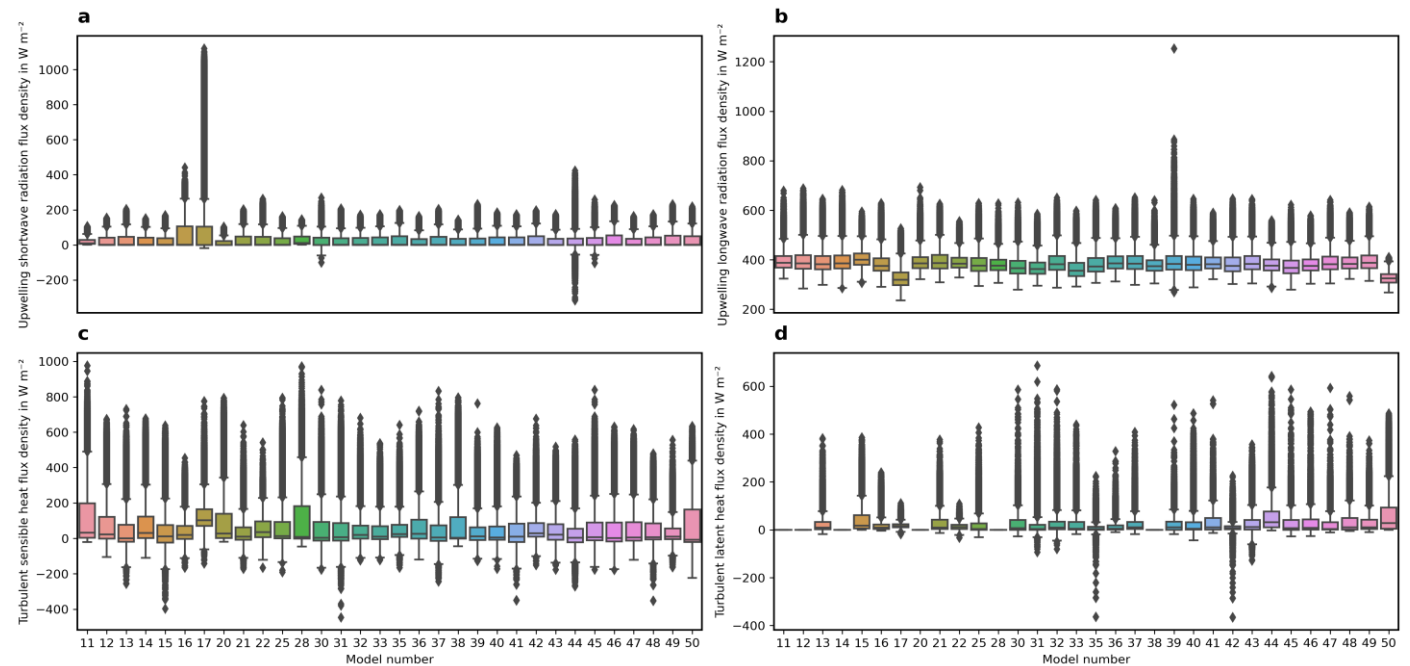 a
Upwelling shortwave radiation flux density in W m⁻²
1000
800
600
400
200
0
−200
b
Upwelling longwave radiation flux density in W m⁻²
1200
1000
800
600
400
200
c
Turbulent sensible heat flux density in W m⁻²
1000
800
600
400
200
0
−200
−400
11 12 13 14 15 16 17 20 21 22 25 28 30 31 32 33 35 36 37 38 39 40 41 42 43 44 45 46 47 48 49 50
Model number
d
Turbulent latent heat flux density in W m⁻²
600
400
200
0
−200
−400
11 12 13 14 15 16 17 20 21 22 25 28 30 31 32 33 35 36 37 38 39 40 41 42 43 44 45 46 47 48 49 50
Model number